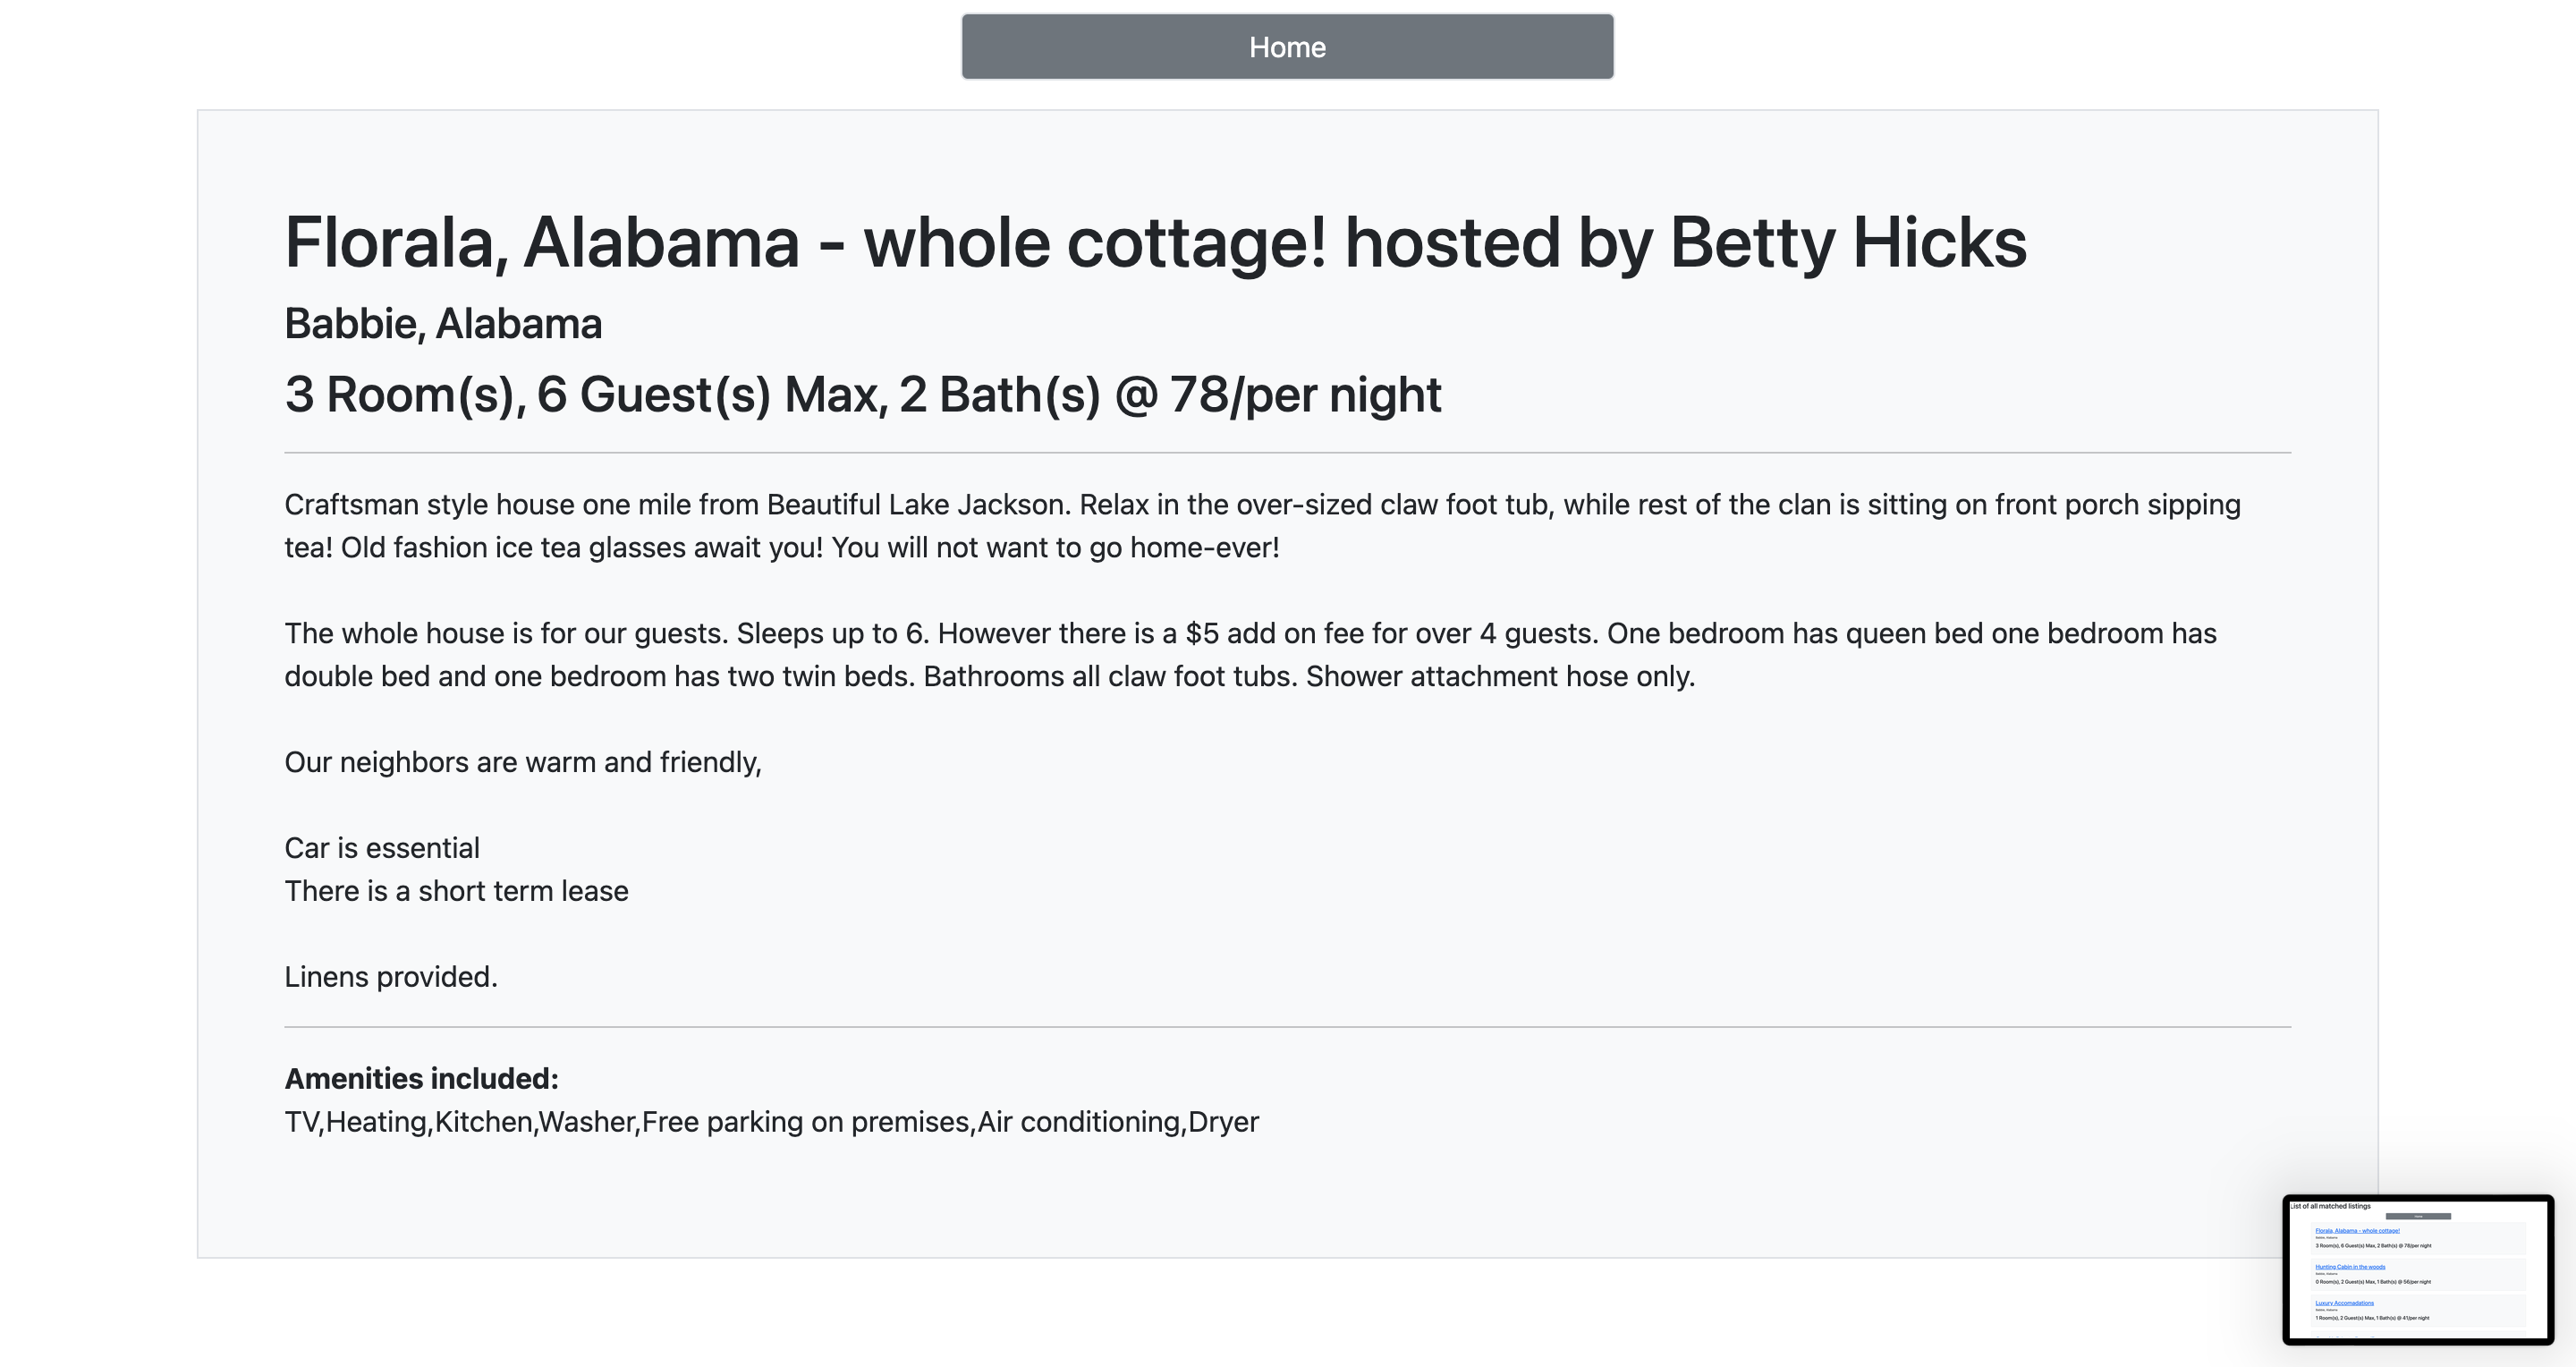 Home
Florala, Alabama - whole cottage! hosted by Betty Hicks
Babbie, Alabama
3 Room(s), 6 Guest(s) Max, 2 Bath(s) @ 78/per night
Craftsman style house one mile from Beautiful Lake Jackson. Relax in the over-sized claw foot tub, while rest of the clan is sitting on front porch sipping
tea! Old fashion ice tea glasses await you! You will not want to go home-ever!
The whole house is for our guests. Sleeps up to 6. However there is a $5 add on fee for over 4 guests. One bedroom has queen bed one bedroom has
double bed and one bedroom has two twin beds. Bathrooms all claw foot tubs. Shower attachment hose only.
Our neighbors are warm and friendly,
Car is essential
There is a short term lease
Linens provided.
Amenities included:
TV,Heating,Kitchen,Washer,Free parking on premises,Air conditioning,Dryer
List of all matched listings
Florala, Alabama - whole cottage!
Babbie, Alabama
3 Room(s), 6 Guest(s) Max, 2 Bath(s) @ 78/per night
Hunting Cabin in the woods
Babbie, Alabama
0 Room(s), 2 Guest(s) Max, 1 Bath(s) @ 56/per night
Luxury Accomadations
Babbie, Alabama
1 Room(s), 2 Guest(s) Max, 1 Bath(s) @ 41/per night